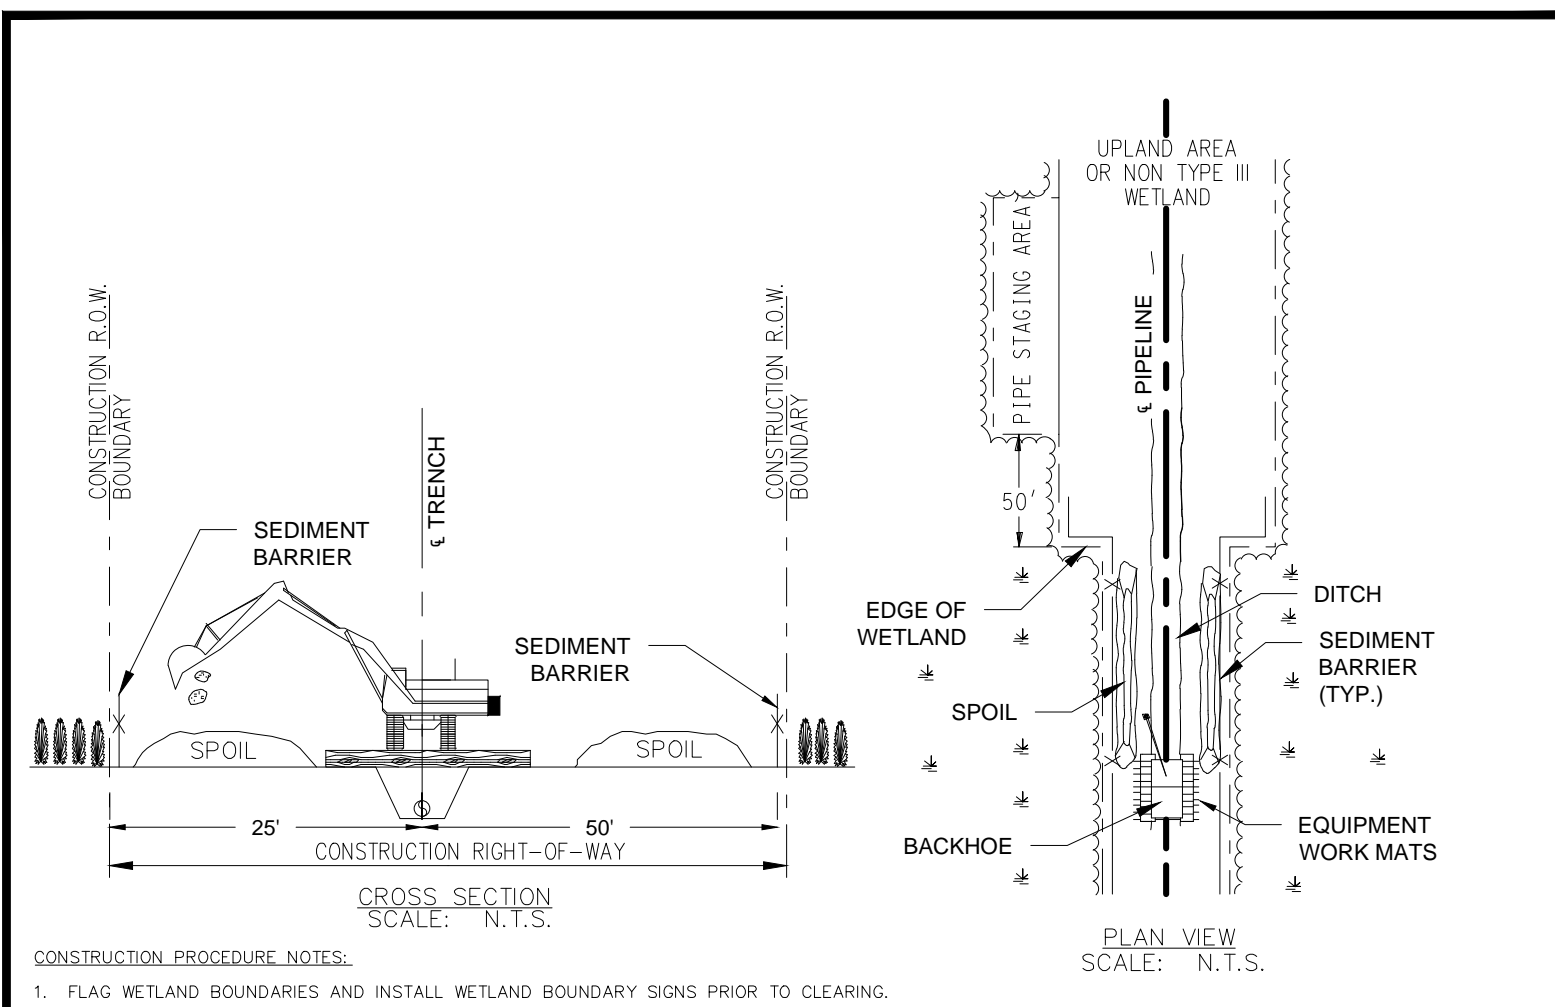 CONSTRUCTION R.O.W.
BOUNDARY
℄ TRENCH
CONSTRUCTION R.O.W.
BOUNDARY
SEDIMENT
BARRIER
SEDIMENT
BARRIER
SPOIL
SPOIL
25'
50'
CONSTRUCTION RIGHT-OF-WAY
CROSS SECTION
SCALE: N.T.S.
UPLAND AREA
OR NON TYPE III
WETLAND
PIPE STAGING AREA
℄ PIPELINE
50'
EDGE OF
WETLAND
DITCH
SEDIMENT
BARRIER
(TYP.)
SPOIL
BACKHOE
EQUIPMENT
WORK MATS
PLAN VIEW
SCALE: N.T.S.
CONSTRUCTION PROCEDURE NOTES:
1. FLAG WETLAND BOUNDARIES AND INSTALL WETLAND BOUNDARY SIGNS PRIOR TO CLEARING.